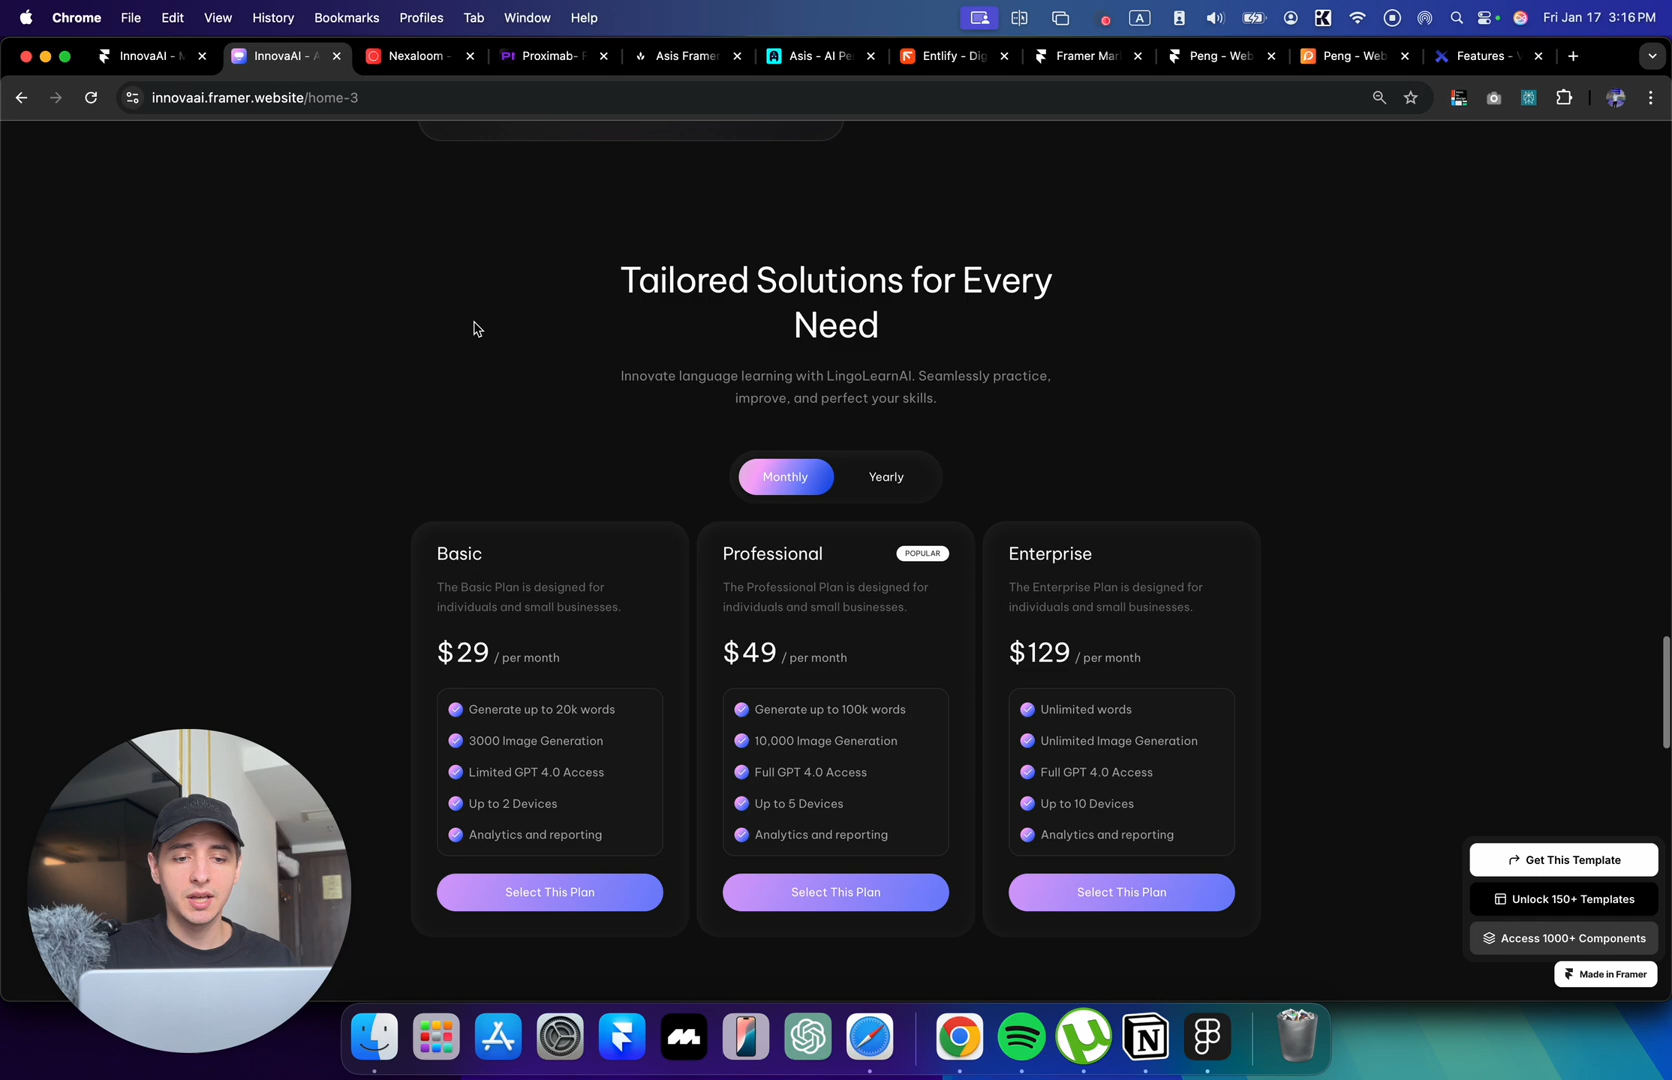 Chrome File Edit View History Bookmarks Profiles Tab Window Help A Fri Jan 17 3:16 PM
InnovaAI - InnovaAI - A Nexaloom - Proximab- F Asis Framer Asis - AI Pe Entlify - Dig Framer Mar Peng - Web Peng - Web Features - V
innovaai.framer.website/home-3
Tailored Solutions for Every
Need
Innovate language learning with LingoLearnAI. Seamlessly practice,
improve, and perfect your skills.
Monthly Yearly
Basic
The Basic Plan is designed for
individuals and small businesses.
$29 / per month
Generate up to 20k words
3000 Image Generation
Limited GPT 4.0 Access
Up to 2 Devices
Analytics and reporting
Select This Plan
Professional POPULAR
The Professional Plan is designed for
individuals and small businesses.
$49 / per month
Generate up to 100k words
10,000 Image Generation
Full GPT 4.0 Access
Up to 5 Devices
Analytics and reporting
Select This Plan
Enterprise
The Enterprise Plan is designed for
individuals and small businesses.
$129 / per month
Unlimited words
Unlimited Image Generation
Full GPT 4.0 Access
Up to 10 Devices
Analytics and reporting
Select This Plan
Get This Template
Unlock 150+ Templates
Access 1000+ Components
Made in Framer